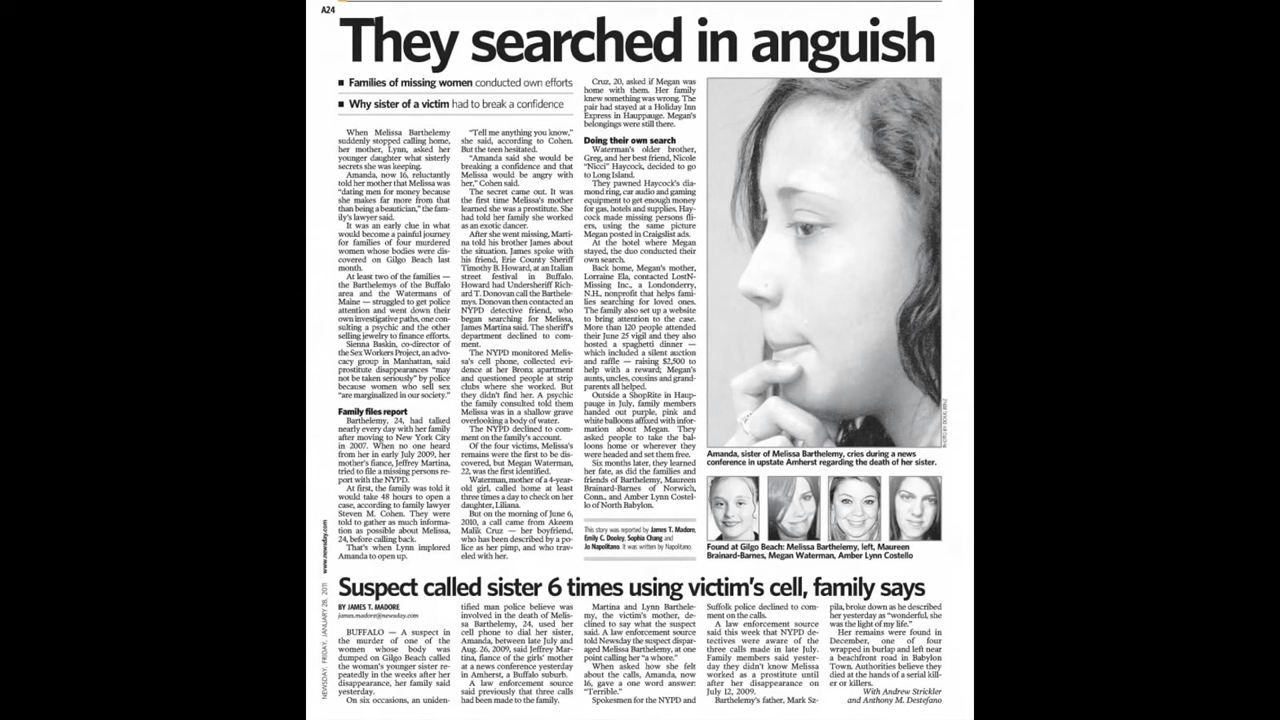 A24
They searched in anguish
■ Families of missing women conducted own efforts
■ Why sister of a victim had to break a confidence
When Melissa Barthelemy
suddenly stopped calling home,
her mother, Lynn, asked her
younger daughter what sisterly
secrets she was keeping.
Amanda, now 16, reluctantly
told her mother that Melissa was
“dating men for money because
she makes far more from that
than being a beautician,” the fam-
ily’s lawyer said.
It was an early clue in what
would become a painful journey
for families of four murdered
women whose bodies were dis-
covered on Gilgo Beach last
month.
At least two of the families —
the Barthelemys of the Buffalo
area and the Watermans of
Maine — struggled to get police
attention and went down their
own investigative paths, one con-
sulting a psychic and the other
selling jewelry to finance efforts.
Sienna Baskin, co-director of
the Sex Workers Project, an advo-
cacy group in Manhattan, said
prostitute disappearances “may
not be taken seriously” by police
because women who sell sex
“are marginalized in our society.”
Family files report
Barthelemy, 24, had talked
nearly every day with her family
after moving to New York City
in 2007. When no one heard
from her in early July 2009, her
mother’s fiance, Jeffrey Martina,
tried to file a missing persons re-
port with the NYPD.
At first, the family was told it
would take 48 hours to open a
case, according to family lawyer
Steven M. Cohen. They were
told to gather as much informa-
tion as possible about Melissa,
24, before calling back.
That’s when Lynn implored
Amanda to open up.
“Tell me anything you know,”
she said, according to Cohen.
But the teen hesitated.
“Amanda said she would be
breaking a confidence and that
Melissa would be angry with
her,” Cohen said.
The secret came out. It was
the first time Melissa’s mother
learned she was a prostitute. She
had told her family she worked
as an exotic dancer.
After she went missing, Marti-
na told his brother James about
the situation. James spoke with
his friend, Erie County Sheriff
Timothy B. Howard, at an Italian
street festival in Buffalo.
Howard had Undersheriff Rich-
ard T. Donovan call the Barthele-
mys. Donovan then contacted an
NYPD detective friend, who
began searching for Melissa,
James Martina said. The sheriff’s
department declined to com-
ment.
The NYPD monitored Melis-
sa’s cell phone, collected evi-
dence at her Bronx apartment
and questioned people at strip
clubs where she worked. But
they didn’t find her. A psychic
the family consulted told them
Melissa was in a shallow grave
overlooking a body of water.
The NYPD declined to com-
ment on the family’s account.
Of the four victims, Melissa’s
remains were the first to be dis-
covered, but Megan Waterman,
22, was the first identified.
Waterman, mother of a 4-year-
old girl, called home at least
three times a day to check on her
daughter, Liliana.
But on the morning of June 6,
2010, a call came from Akeem
Malik Cruz — her boyfriend,
who has been described by a po-
lice as her pimp, and who trav-
eled with her.
Cruz, 20, asked if Megan was
home with them. Her family
knew something was wrong. The
pair had stayed at a Holiday Inn
Express in Hauppauge. Megan’s
belongings were still there.
Doing their own search
Waterman’s older brother,
Greg, and her best friend, Nicole
“Nicci” Haycock, decided to go
to Long Island.
They pawned Haycock’s dia-
mond ring, car audio and gaming
equipment to get enough money
for gas, hotels and supplies. Hay-
cock made missing persons fli-
ers, using the same picture
Megan posted in Craigslist ads.
At the hotel where Megan
stayed, the duo conducted their
own search.
Back home, Megan’s mother,
Lorraine Ela, contacted LostN-
Missing Inc., a Londonderry,
N.H., nonprofit that helps fami-
lies searching for loved ones.
The family also set up a website
to bring attention to the case.
More than 120 people attended
their June 25 vigil and they also
hosted a spaghetti dinner —
which included a silent auction
and raffle — raising $2,500 to
help with a reward; Megan’s
aunts, uncles, cousins and grand-
parents all helped.
Outside a ShopRite in Haup-
pauge in July, family members
handed out purple, pink and
white balloons affixed with infor-
mation about Megan. They
asked people to take the bal-
loons home or wherever they
were headed and set them free.
Six months later, they learned
her fate, as did the families and
friends of Barthelemy, Maureen
Brainard-Barnes of Norwich,
Conn., and Amber Lynn Costel-
lo of North Babylon.
This story was reported by James T. Madore,
Emily C. Dooley, Sophia Chang and
Jo Napolitano. It was written by Napolitano.
Amanda, sister of Melissa Barthelemy, cries during a news
conference in upstate Amherst regarding the death of her sister.
Found at Gilgo Beach: Melissa Barthelemy, left, Maureen
Brainard-Barnes, Megan Waterman, Amber Lynn Costello
NEWSDAY, FRIDAY, JANUARY 28, 2011 www.newsday.com
Suspect called sister 6 times using victim’s cell, family says
BY JAMES T. MADORE
james.madore@newsday.com
BUFFALO — A suspect in
the murder of one of the
women whose body was
dumped on Gilgo Beach called
the woman’s younger sister re-
peatedly in the weeks after her
disappearance, her family said
yesterday.
On six occasions, an uniden-
tified man police believe was
involved in the death of Melis-
sa Barthelemy, 24, used her
cell phone to dial her sister,
Amanda, between late July and
Aug. 26, 2009, said Jeffrey Mar-
tina, fiance of the girls’ mother
at a news conference yesterday
in Amherst, a Buffalo suburb.
A law enforcement source
said previously that three calls
had been made to the family.
Martina and Lynn Barthele-
my, the victim’s mother, de-
clined to say what the suspect
said. A law enforcement source
told Newsday the suspect dispar-
aged Melissa Barthelemy, at one
point calling her “a whore.”
When asked how she felt
about the calls, Amanda, now
16, gave a one word answer:
“Terrible.”
Spokesmen for the NYPD and
Suffolk police declined to com-
ment on the calls.
A law enforcement source
said this week that NYPD de-
tectives were aware of the
three calls made in late July.
Family members said yester-
day they didn’t know Melissa
worked as a prostitute until
after her disappearance on
July 12, 2009.
Barthelemy’s father, Mark Sz-
pila, broke down as he described
her yesterday as “wonderful, she
was the light of my life.”
Her remains were found in
December, one of four
wrapped in burlap and left near
a beachfront road in Babylon
Town. Authorities believe they
died at the hands of a serial kill-
er or killers.
With Andrew Strickler
and Anthony M. Destefano